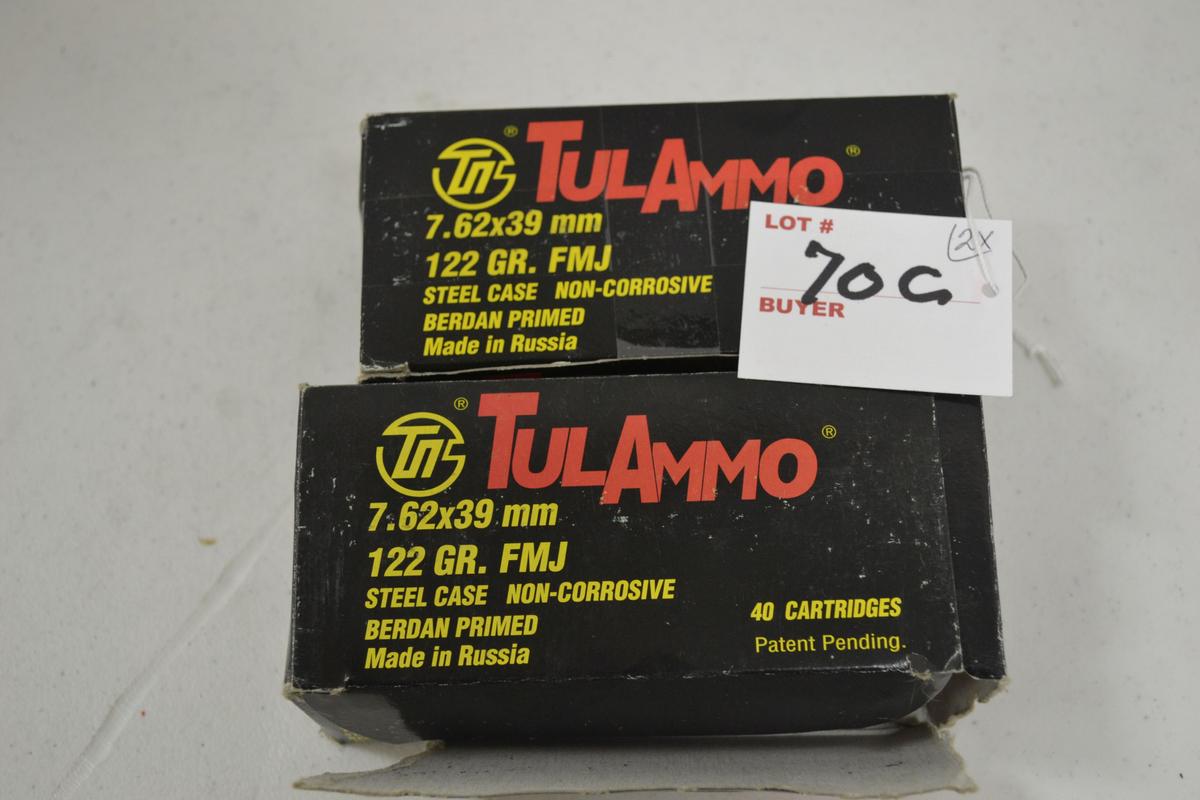 ® TULAMMO ®
7.62x39 mm
122 GR. FMJ
STEEL CASE NON-CORROSIVE
BERDAN PRIMED
Made in Russia
LOT # 2X
70C
BUYER
® TULAMMO ®
7.62x39 mm
122 GR. FMJ
STEEL CASE NON-CORROSIVE
BERDAN PRIMED
Made in Russia
40 CARTRIDGES
Patent Pending.